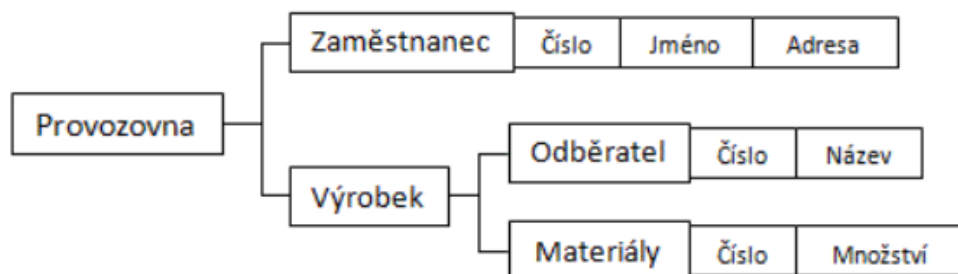 Zaměstnanec Číslo Jméno Adresa
Provozovna
Odběratel Číslo Název
Výrobek
Materiály Číslo Množství